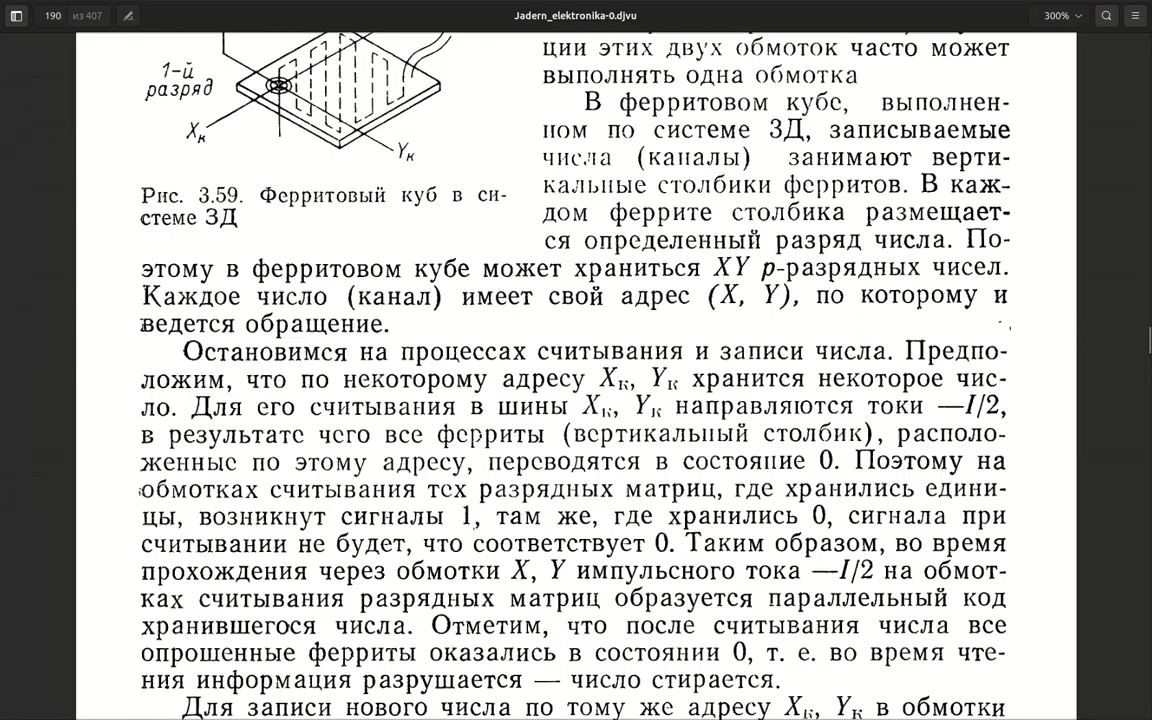 190 из 407
Jadern_elektronika-0.djvu
300%
1-й
разряд
Xк
Yк
Рис. 3.59. Ферритовый куб в си-
стеме 3Д
ции этих двух обмоток часто может
выполнять одна обмотка
В ферритовом кубе, выполнен-
ном по системе 3Д, записываемые
числа (каналы) занимают верти-
кальные столбики ферритов. В каж-
дом феррите столбика размещает-
ся определенный разряд числа. По-
этому в ферритовом кубе может храниться XY p-разрядных чисел.
Каждое число (канал) имеет свой адрес (X, Y), по которому и
ведется обращение.
Остановимся на процессах считывания и записи числа. Предпо-
ложим, что по некоторому адресу Xк, Yк хранится некоторое чис-
ло. Для его считывания в шины Xк, Yк направляются токи —I/2,
в результате чего все ферриты (вертикальный столбик), располо-
женные по этому адресу, переводятся в состояние 0. Поэтому на
обмотках считывания тех разрядных матриц, где хранились едини-
цы, возникнут сигналы 1, там же, где хранились 0, сигнала при
считывании не будет, что соответствует 0. Таким образом, во время
прохождения через обмотки X, Y импульсного тока —I/2 на обмот-
ках считывания разрядных матриц образуется параллельный код
хранившегося числа. Отметим, что после считывания числа все
опрошенные ферриты оказались в состоянии 0, т. е. во время чте-
ния информация разрушается — число стирается.
Для записи нового числа по тому же адресу Xк, Yк в обмотки